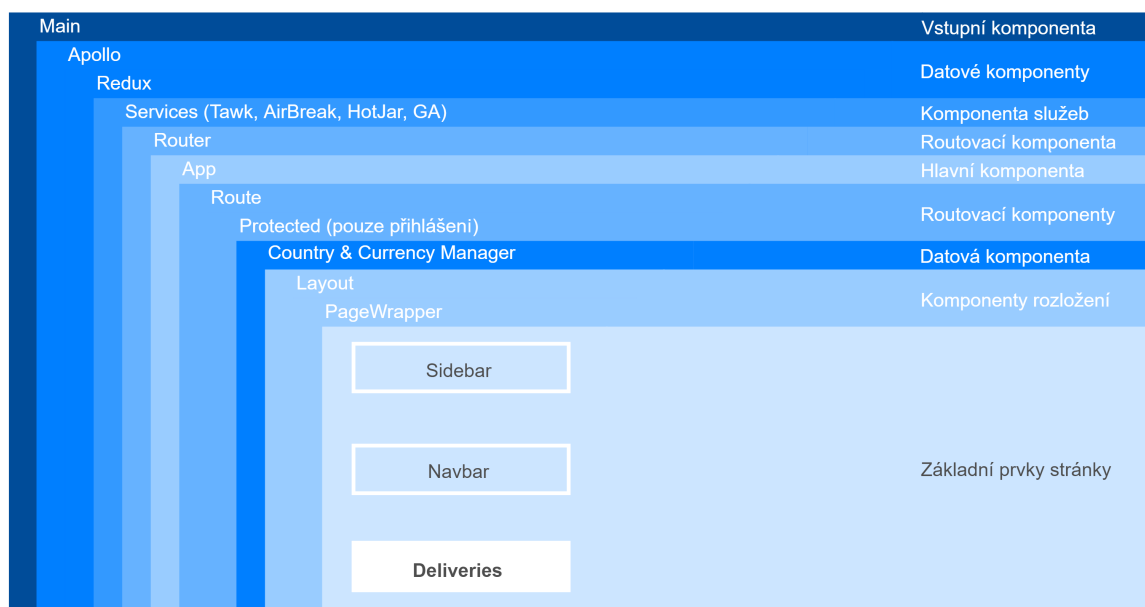 Main Vstupní komponenta
Apollo
Datové komponenty
Redux
Services (Tawk, AirBreak, HotJar, GA) Komponenta služeb
Router Routovací komponenta
App Hlavní komponenta
Route
Routovací komponenty
Protected (pouze přihlášení)
Country & Currency Manager Datová komponenta
Layout
Komponenty rozložení
PageWrapper
Sidebar
Navbar Základní prvky stránky
Deliveries